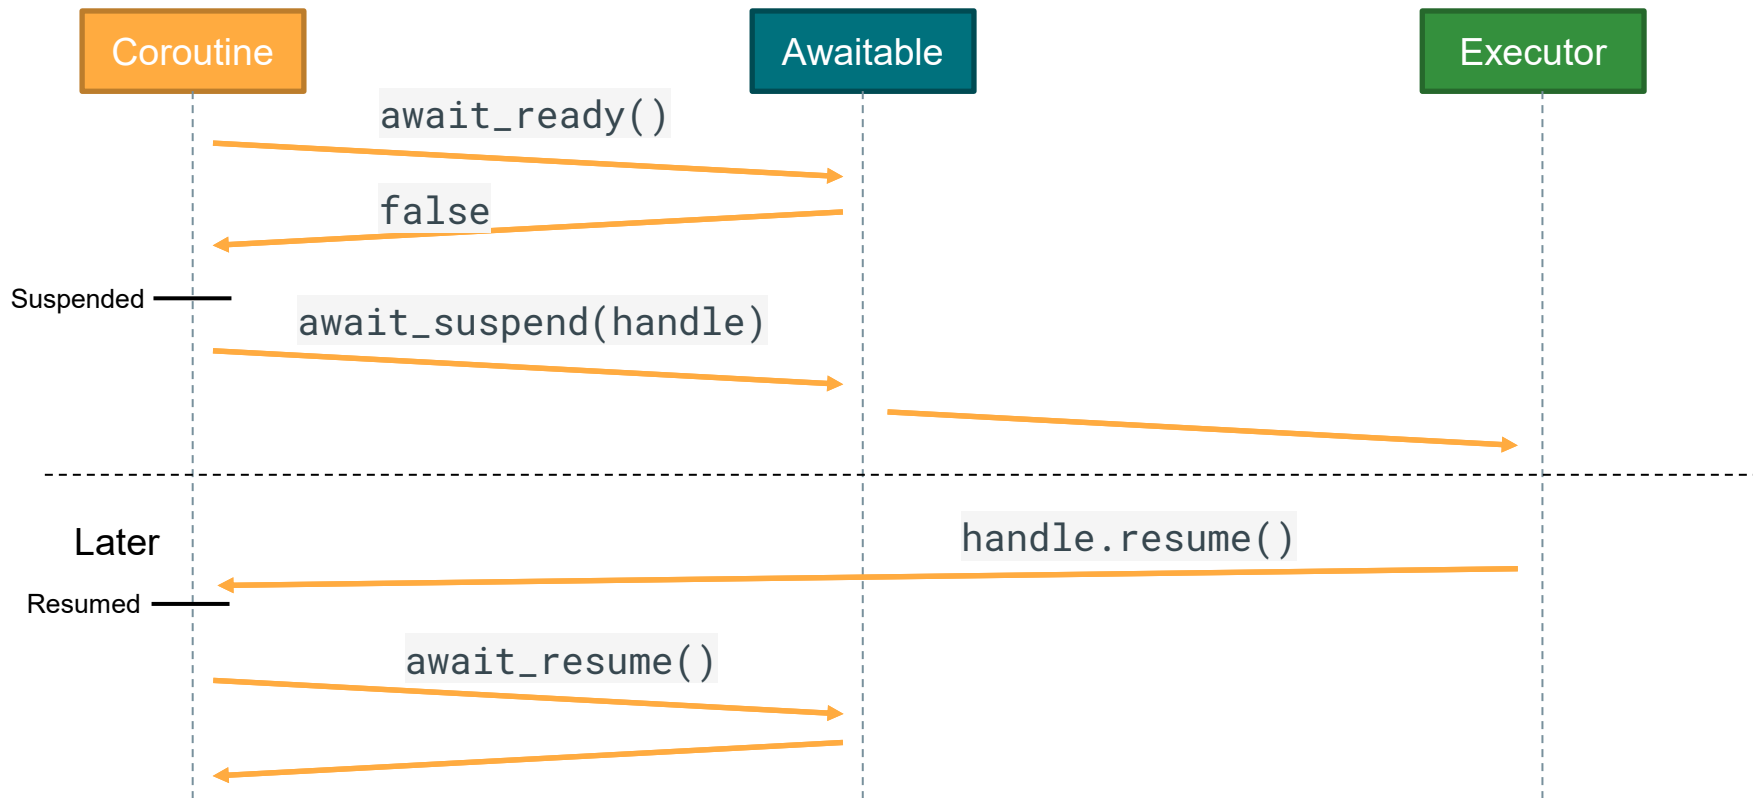 Coroutine
Awaitable
Executor
await_ready()
false
Suspended
await_suspend(handle)
Later
handle.resume()
Resumed
await_resume()